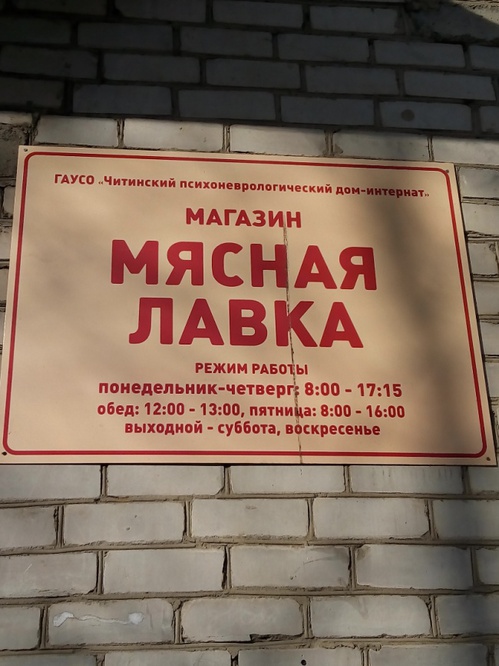 ГАУСО „Читинский психоневрологический дом-интернат„
МАГАЗИН
МЯСНАЯ
ЛАВКА
РЕЖИМ РАБОТЫ
понедельник-четверг: 8:00 - 17:15
обед: 12:00 - 13:00, пятница: 8:00 - 16:00
выходной - суббота, воскресенье